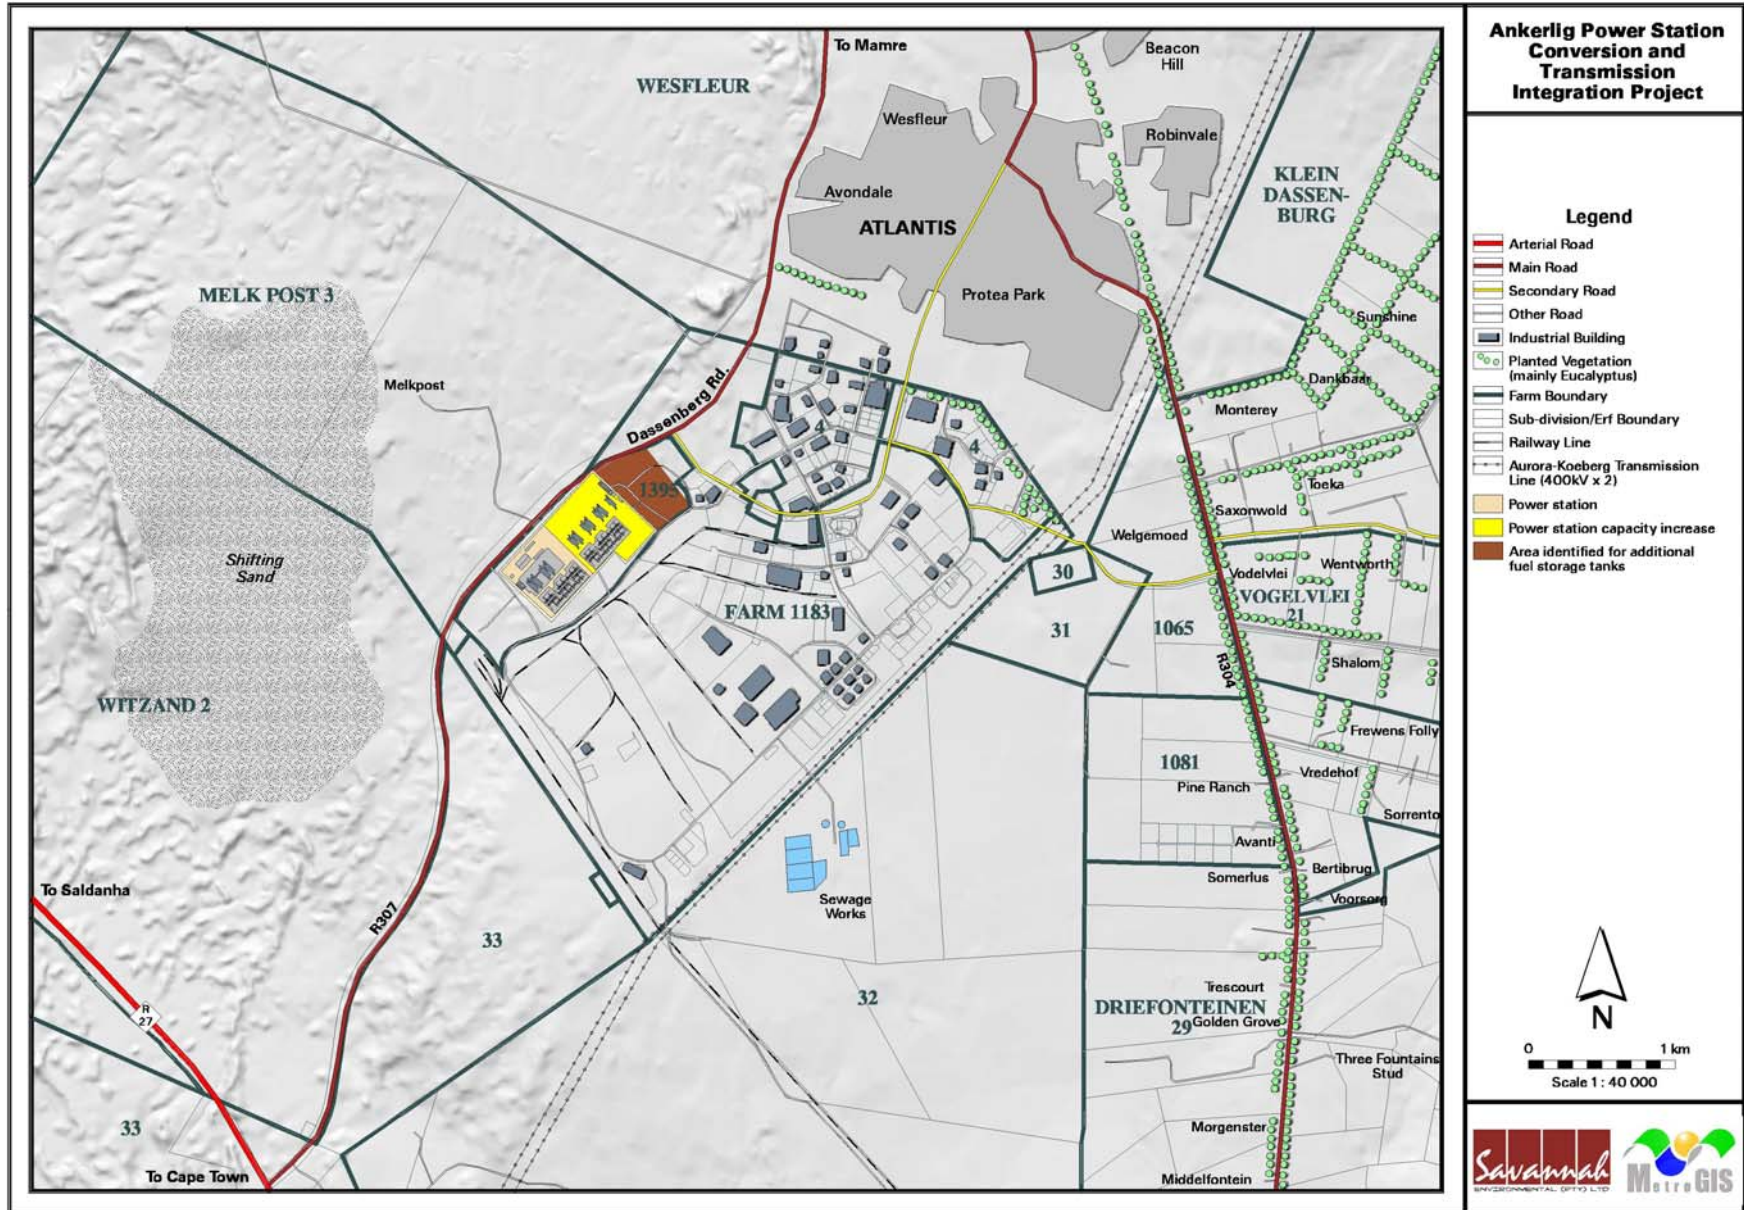 Ankerlig Power Station
Conversion and
Transmission
Integration Project
Legend
Arterial Road
Main Road
Secondary Road
Other Road
Industrial Building
Planted Vegetation
(mainly Eucalyptus)
Farm Boundary
Sub-division/Erf Boundary
Railway Line
Aurora-Koeberg Transmission
Line (400kV x 2)
Power station
Power station capacity increase
Area identified for additional
fuel storage tanks
N
0 1 km
Scale 1 : 40 000
Savannah
ENVIRONMENTAL (PTY) LTD
MetroGIS
To Mamre
Beacon
Hill
WESFLEUR
Wesfleur
Robinvale
KLEIN
DASSEN-
BURG
Avondale
ATLANTIS
MELK POST 3
Protea Park
Sunshine
Melkpost
Dassenberg Rd.
Dankbaar
Monterey
4
4
1395
Toeka
Saxonwold
Welgemoed
Shifting
Sand
30
Vodelvlei
Wentworth
VOGELVLEI
21
FARM 1183
31
1065
R304
Shalom
WITZAND 2
Frewens Folly
1081
Vredehof
Pine Ranch
Sorrento
Avanti
Bertibrug
Somerlus
To Saldanha
Sewage
Works
Voorsorg
R307
33
32
Trescourt
DRIEFONTEINEN
29
Golden Grove
R
27
Three Fountains
Stud
33
Morgenster
To Cape Town
Middelfontein